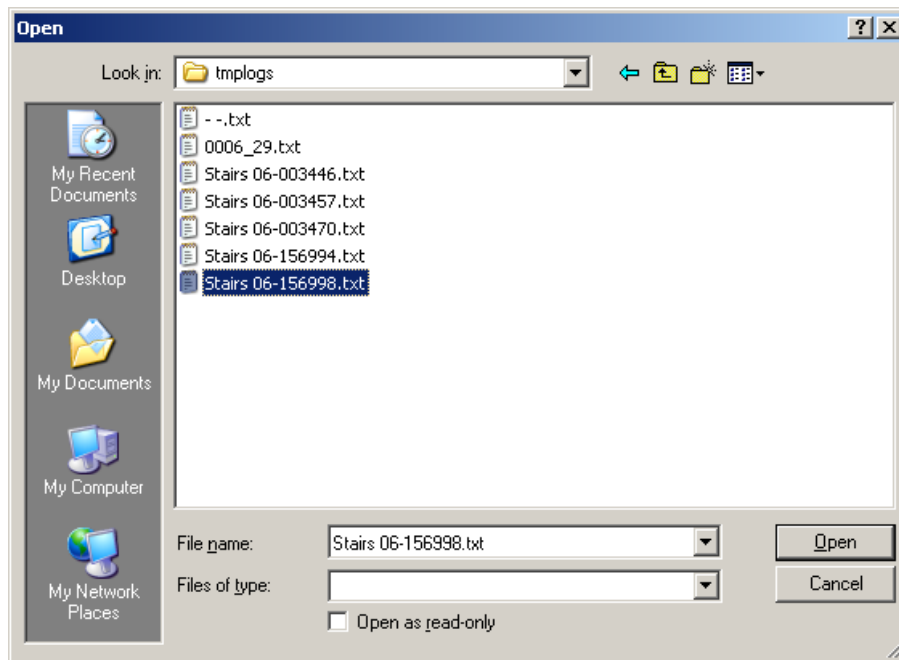 Open
Look in: tmplogs
My Recent
Documents
Desktop
My Documents
My Computer
My Network
Places
- -.txt
0006_29.txt
Stairs 06-003446.txt
Stairs 06-003457.txt
Stairs 06-003470.txt
Stairs 06-156994.txt
Stairs 06-156998.txt
File name: Stairs 06-156998.txt Open
Files of type: Cancel
Open as read-only